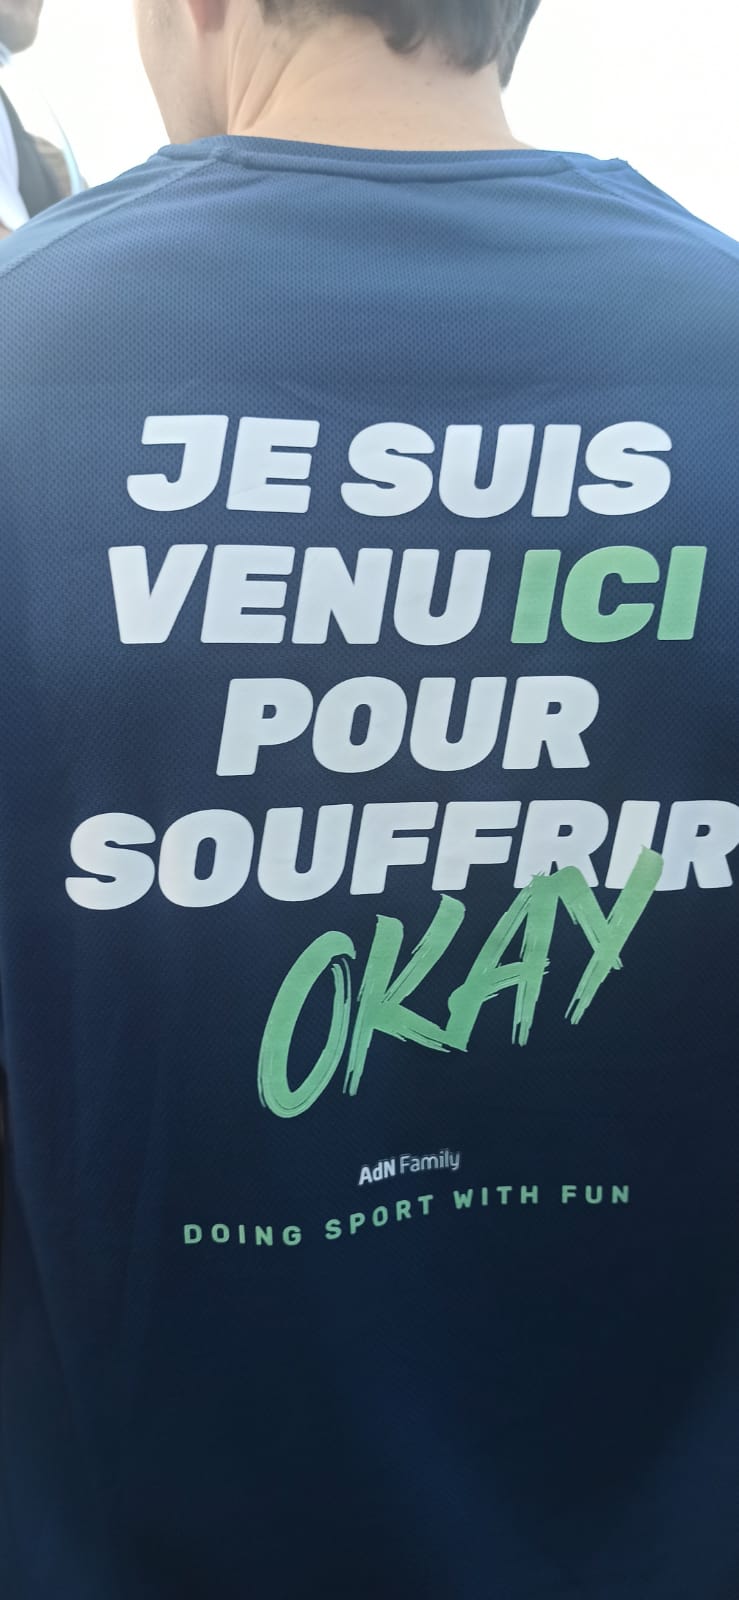 JE SUIS
VENU ICI
POUR
SOUFFRIR
OKAY
AdN Family
DOING SPORT WITH FUN